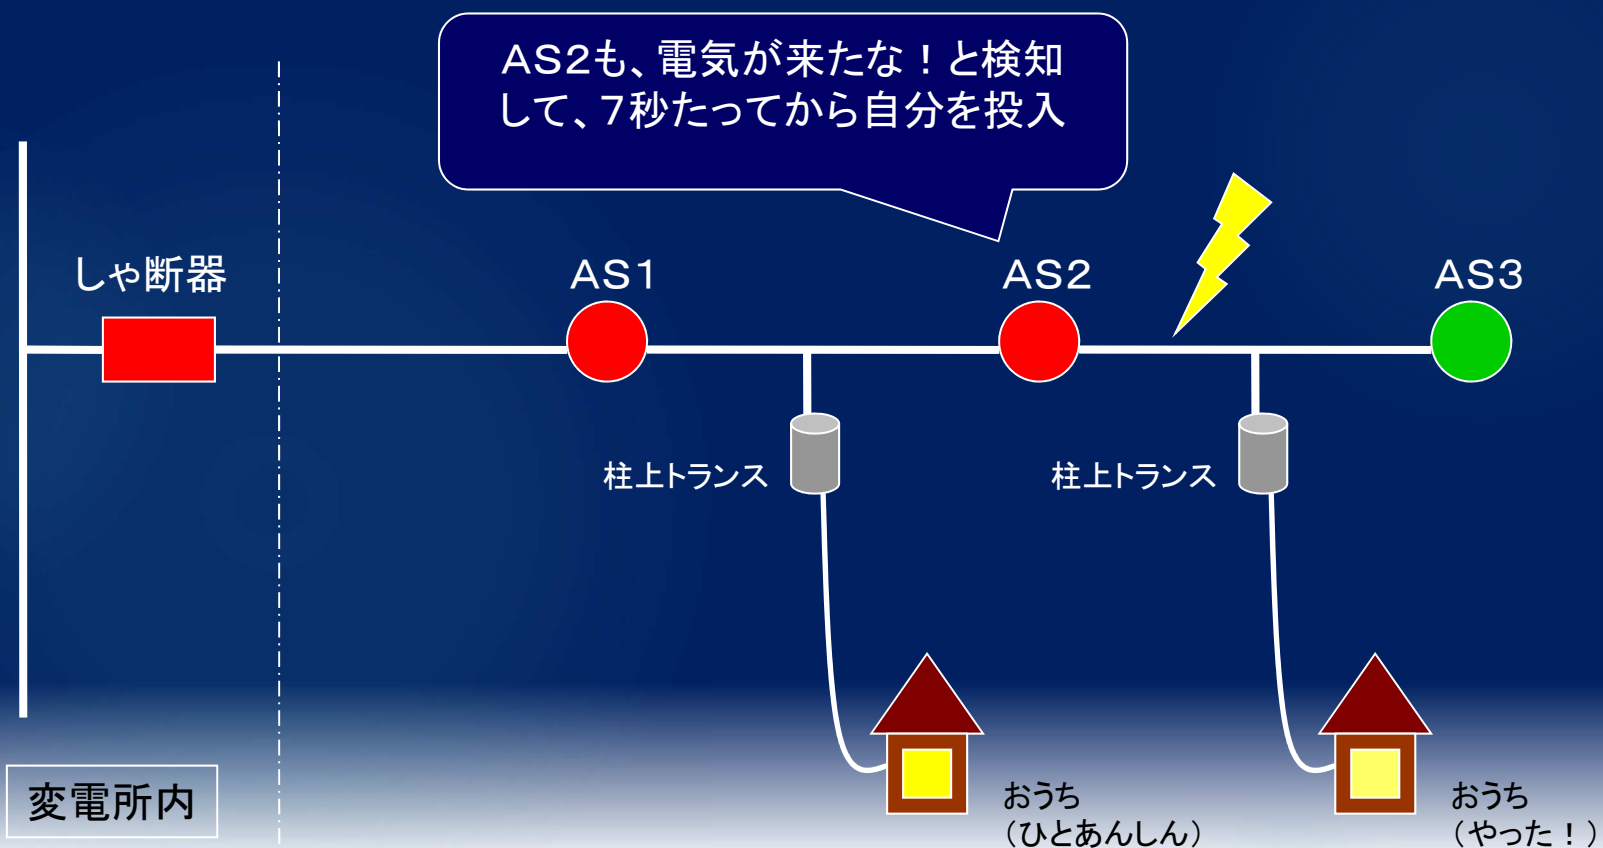 AS2も、電気が来たな！と検知
して、7秒たってから自分を投入
しゃ断器
AS1
AS2
AS3
柱上トランス
柱上トランス
変電所内
おうち
（ひとあんしん）
おうち
（やった！）